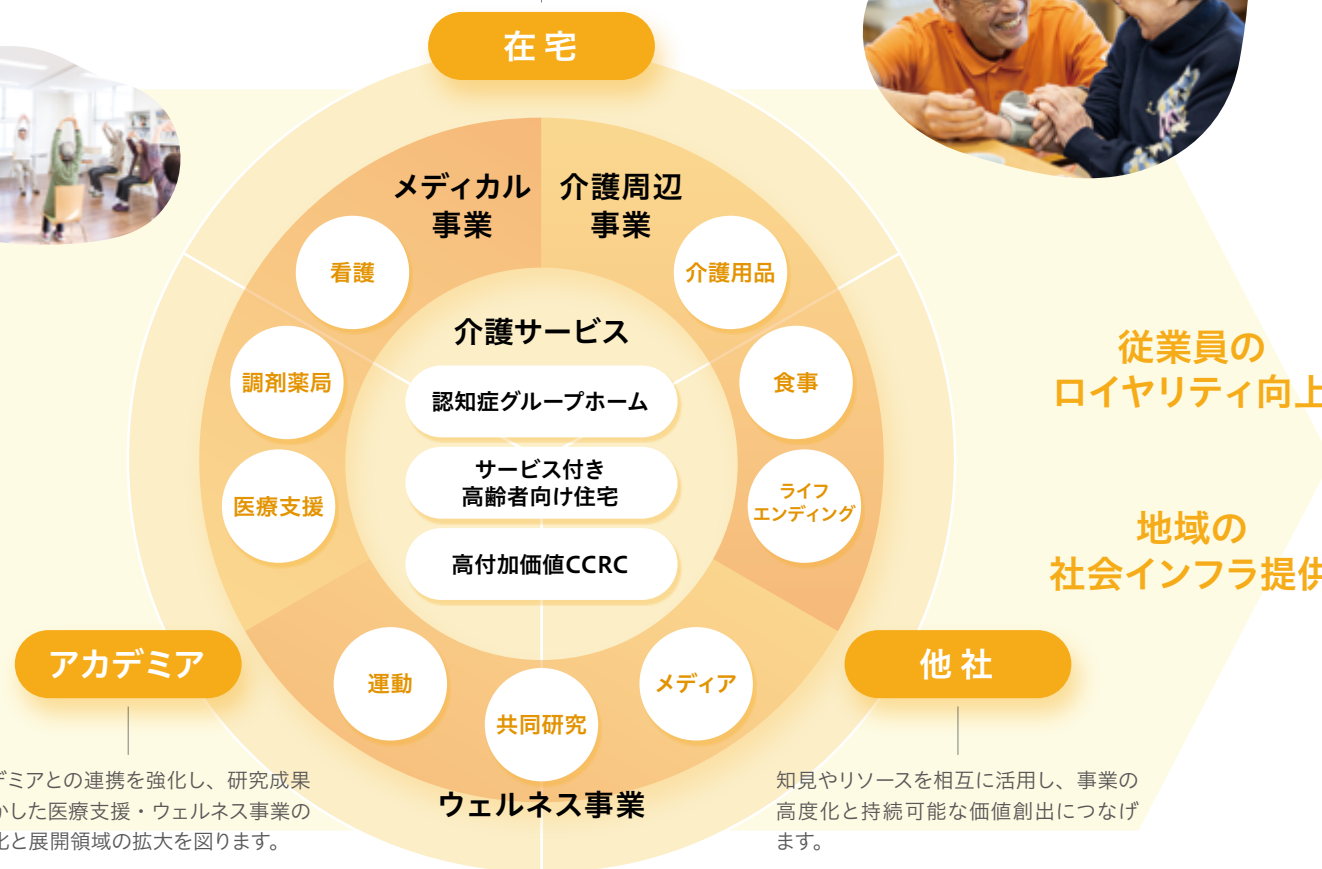 在宅
メディカル
事業
介護周辺
事業
看護
介護用品
介護サービス
調剤薬局
食事
認知症グループホーム
サービス付き
高齢者向け住宅
医療支援
ライフ
エンディング
高付加価値CCRC
従業員の
ロイヤリティ向上
地域の
社会インフラ提供
アカデミア
他社
運動
共同研究
メディア
ウェルネス事業
デミアとの連携を強化し、研究成果
かした医療支援・ウェルネス事業の
化と展開領域の拡大を図ります。
知見やリソースを相互に活用し、事業の
高度化と持続可能な価値創出につなげ
ます。